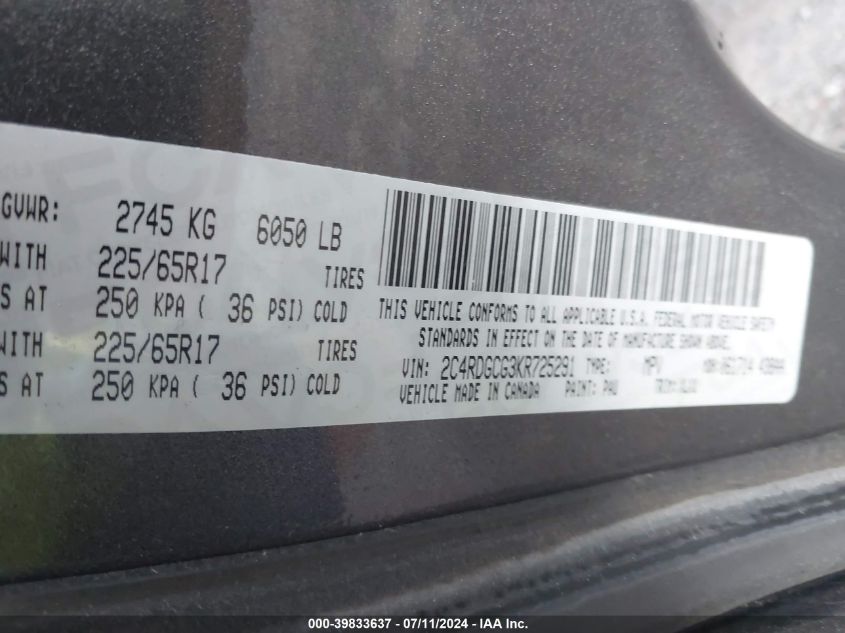 GVWR: 2745 KG 6050 LB
WITH 225/65R17 TIRES
S AT 250 KPA ( 36 PSI) COLD
WITH 225/65R17 TIRES
S AT 250 KPA ( 36 PSI) COLD
THIS VEHICLE CONFORMS TO ALL APPLICABLE U.S.A. FEDERAL MOTOR VEHICLE SAFETY
STANDARDS IN EFFECT ON THE DATE OF MANUFACTURE SHOWN ABOVE.
VIN: 2C4RDGCG3KR725291 TYPE: MPV MDH:
VEHICLE MADE IN CANADA PAINT: PAU TRIM:
000-39833637 - 07/11/2024 - IAA Inc.